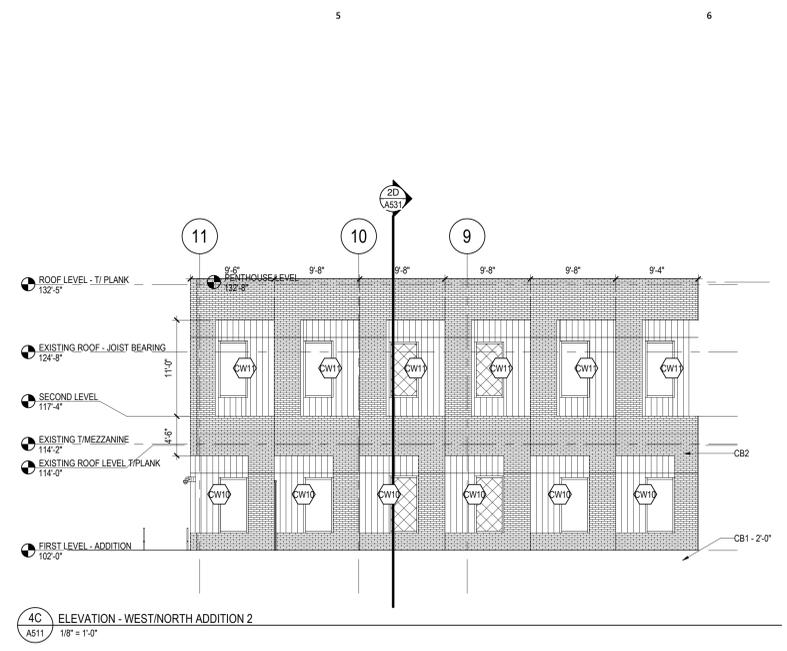 5 6
2D
A531
11 10 9
9'-6" 9'-8" 9'-8" 9'-8" 9'-8" 9'-4"
ROOF LEVEL - T/ PLANK
132'-5"
PENTHOUSE LEVEL
132'-8"
EXISTING ROOF - JOIST BEARING
124'-8"
11'-0"
CW11 CW11 CW11 CW11 CW11 CW11
SECOND LEVEL
117'-4"
EXISTING T/MEZZANINE
114'-2"
4'-6"
EXISTING ROOF LEVEL T/PLANK
114'-0"
CB2
CW10 CW10 CW10 CW10 CW10 CW10
FIRST LEVEL - ADDITION
102'-0"
CB1 - 2'-0"
4C
A511
ELEVATION - WEST/NORTH ADDITION 2
1/8" = 1'-0"